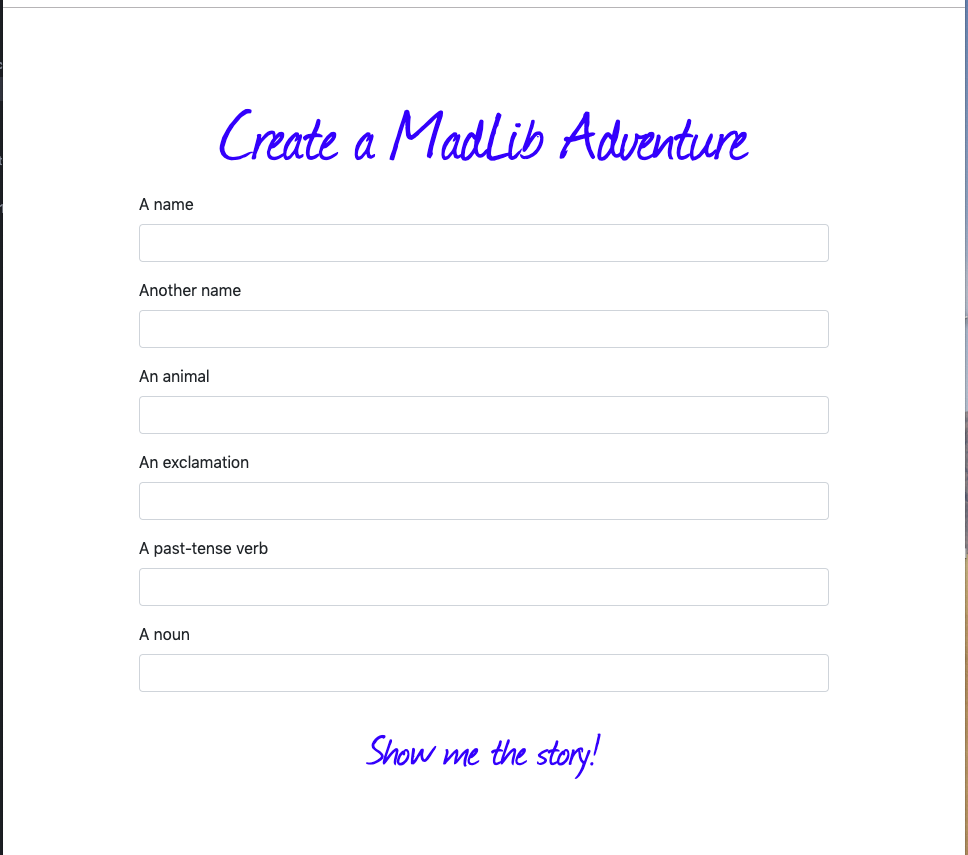 Create a MadLib Adventure
A name
Another name
An animal
An exclamation
A past-tense verb
A noun
Show me the story!